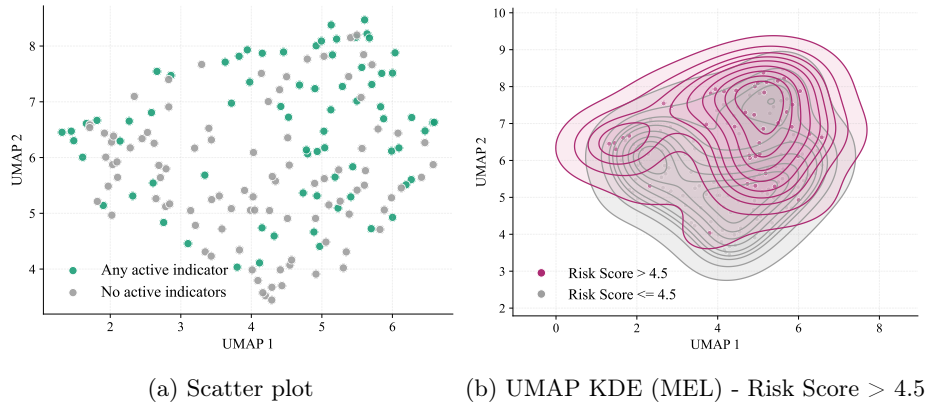 8
7
6
5
4
UMAP 2
2
3
4
5
6
UMAP 1
Any active indicator
No active indicators
(a) Scatter plot
10
9
8
7
6
5
4
3
2
UMAP 2
0
2
4
6
8
UMAP 1
Risk Score > 4.5
Risk Score <= 4.5
(b) UMAP KDE (MEL) - Risk Score > 4.5